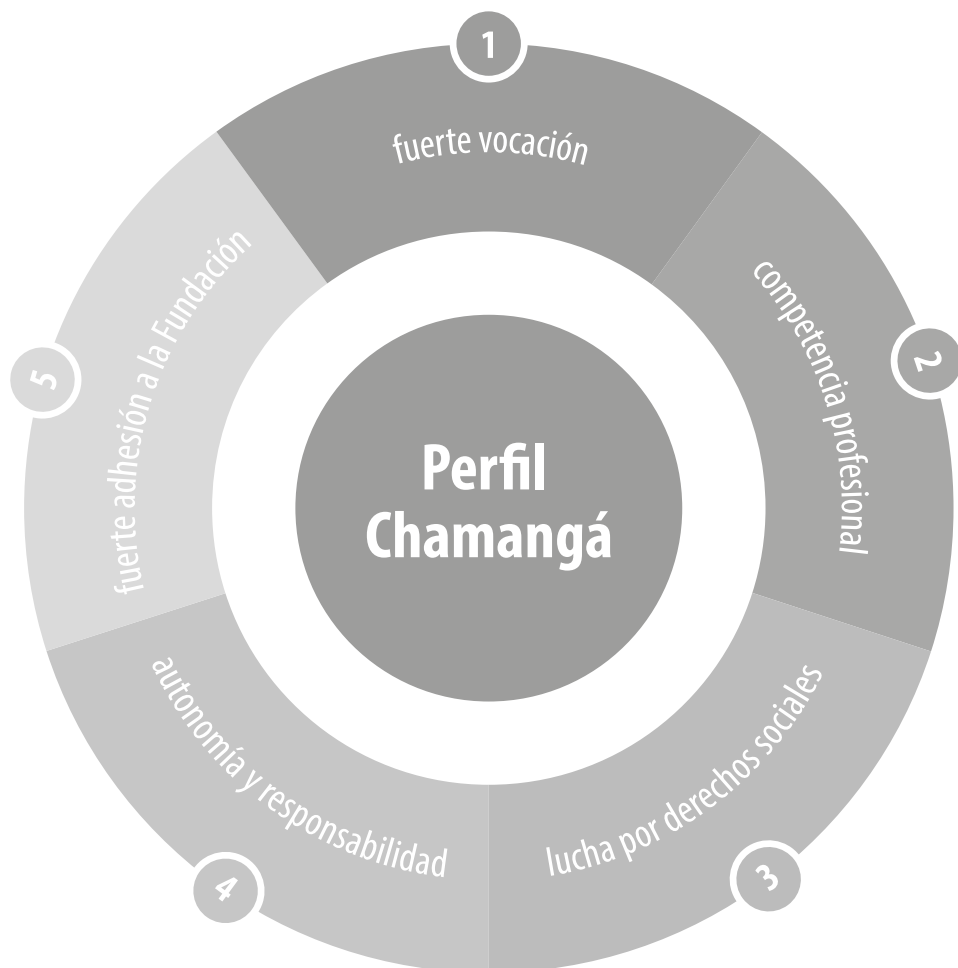 1
fuerte vocación
2
competencia profesional
3
lucha por derechos sociales
4
autonomía y responsabilidad
5
fuerte adhesión a la Fundación
Perfil
Chamangá